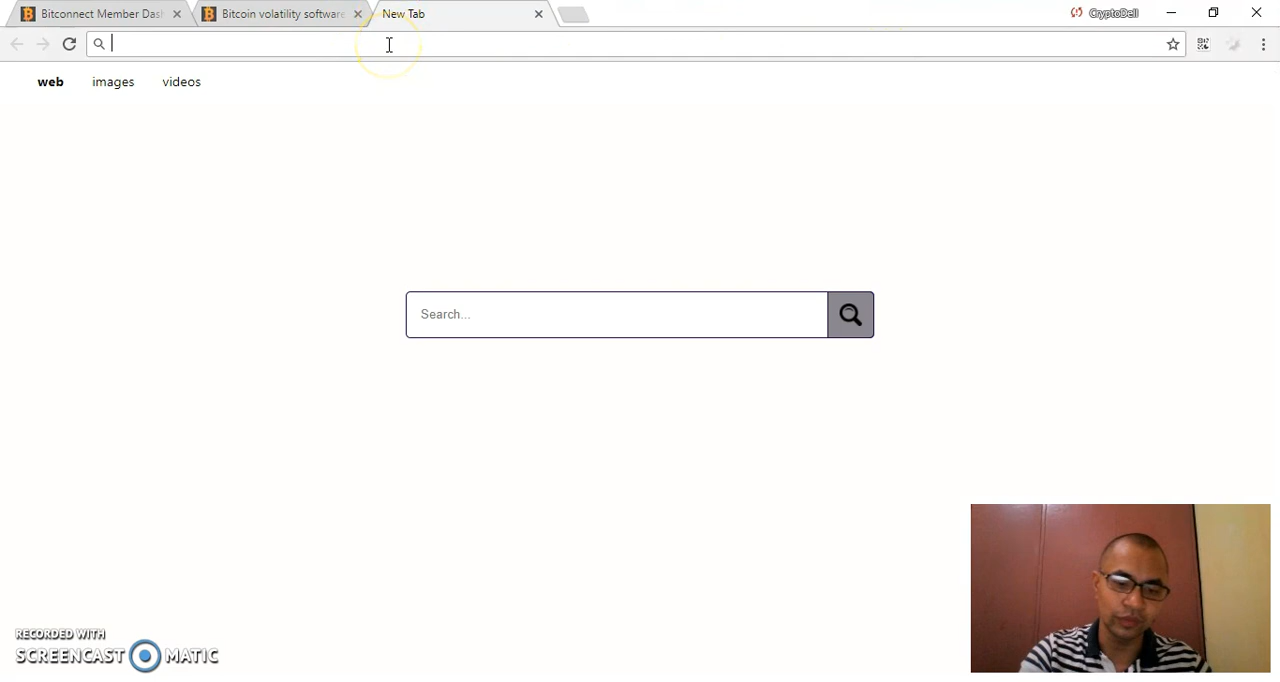 Bitconnect Member Das
Bitcoin volatility software
New Tab
CryptoDell
web
images
videos
Search...
RECORDED WITH
SCREENCAST MATIC